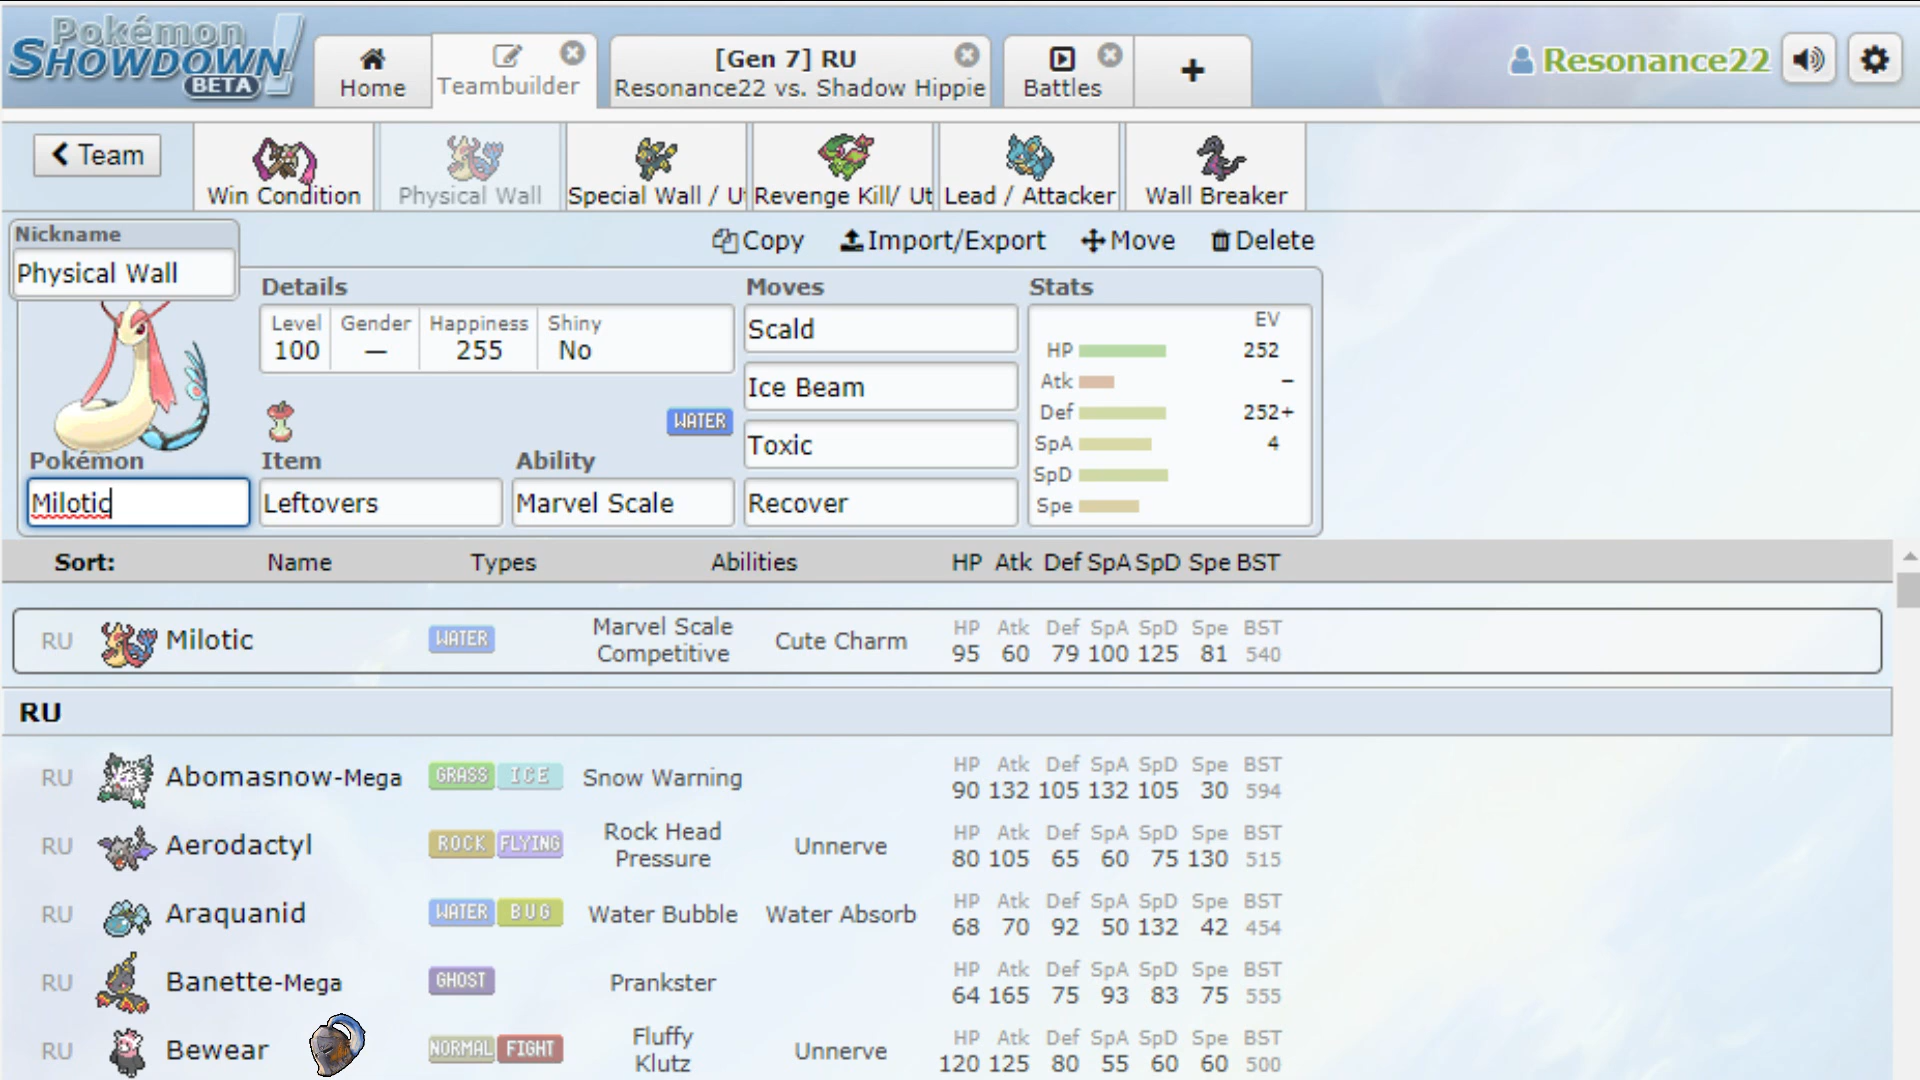 Pokémon
SHOWDOWN!
BETA
Home
Teambuilder
[Gen 7] RU
Resonance22 vs. Shadow Hippie
Battles
Resonance22
Team
Win Condition
Physical Wall
Special Wall / U
Revenge Kill/ Ut
Lead / Attacker
Wall Breaker
Nickname
Physical Wall
Copy
Import/Export
Move
Delete
Details
Level Gender Happiness Shiny
100 — 255 No
WATER
Pokémon
Milotic
Item
Leftovers
Ability
Marvel Scale
Moves
Scald
Ice Beam
Toxic
Recover
Stats
EV
HP 252
Atk –
Def 252+
SpA 4
SpD
Spe
Sort: Name Types Abilities HP Atk Def SpA SpD Spe BST
RU Milotic WATER Marvel Scale Competitive Cute Charm
HP Atk Def SpA SpD Spe BST
95 60 79 100 125 81 540
RU
RU Abomasnow-Mega GRASS ICE Snow Warning
HP Atk Def SpA SpD Spe BST
90 132 105 132 105 30 594
RU Aerodactyl ROCK FLYING Rock Head Pressure Unnerve
HP Atk Def SpA SpD Spe BST
80 105 65 60 75 130 515
RU Araquanid WATER BUG Water Bubble Water Absorb
HP Atk Def SpA SpD Spe BST
68 70 92 50 132 42 454
RU Banette-Mega GHOST Prankster
HP Atk Def SpA SpD Spe BST
64 165 75 93 83 75 555
RU Bewear NORMAL FIGHT Fluffy Klutz Unnerve
HP Atk Def SpA SpD Spe BST
120 125 80 55 60 60 500